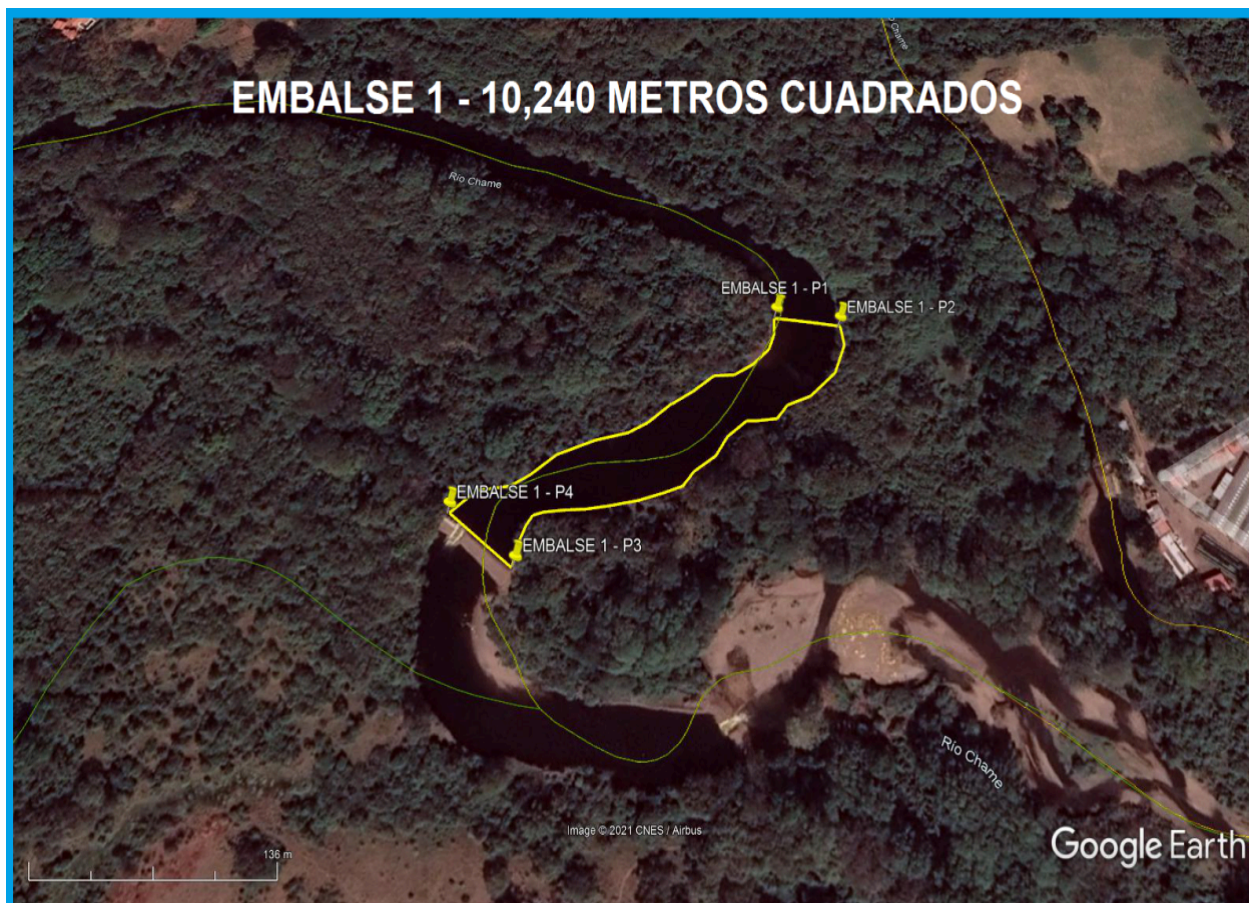 EMBALSE 1 - 10,240 METROS CUADRADOS
Río Chame
EMBALSE 1 - P1
EMBALSE 1 - P2
EMBALSE 1 - P4
EMBALSE 1 - P3
Río Chame
Image © 2021 CNES / Airbus
136 m
Google Earth